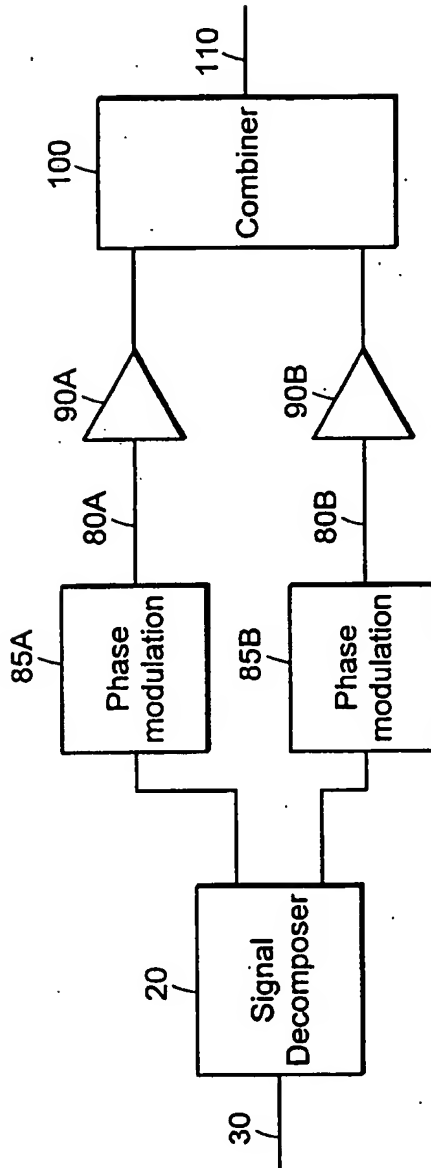 30
20
Signal
Decomposer
85A
Phase
modulation
80A
90A
85B
Phase
modulation
80B
90B
100
Combiner
110